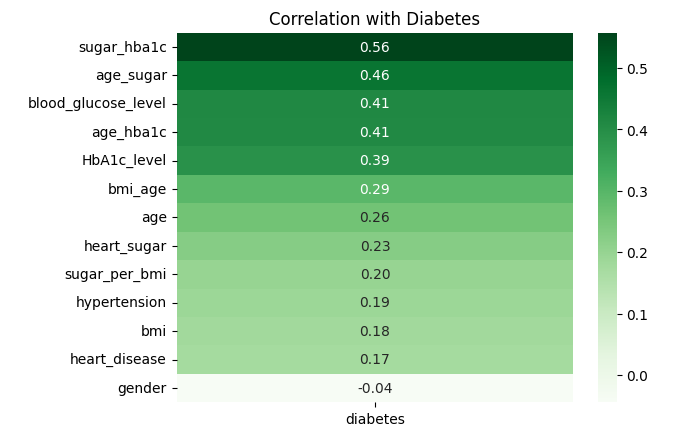 Correlation with Diabetes
sugar_hba1c 0.56
age_sugar 0.46
blood_glucose_level 0.41
age_hba1c 0.41
HbA1c_level 0.39
bmi_age 0.29
age 0.26
heart_sugar 0.23
sugar_per_bmi 0.20
hypertension 0.19
bmi 0.18
heart_disease 0.17
gender -0.04
diabetes
0.5
0.4
0.3
0.2
0.1
0.0